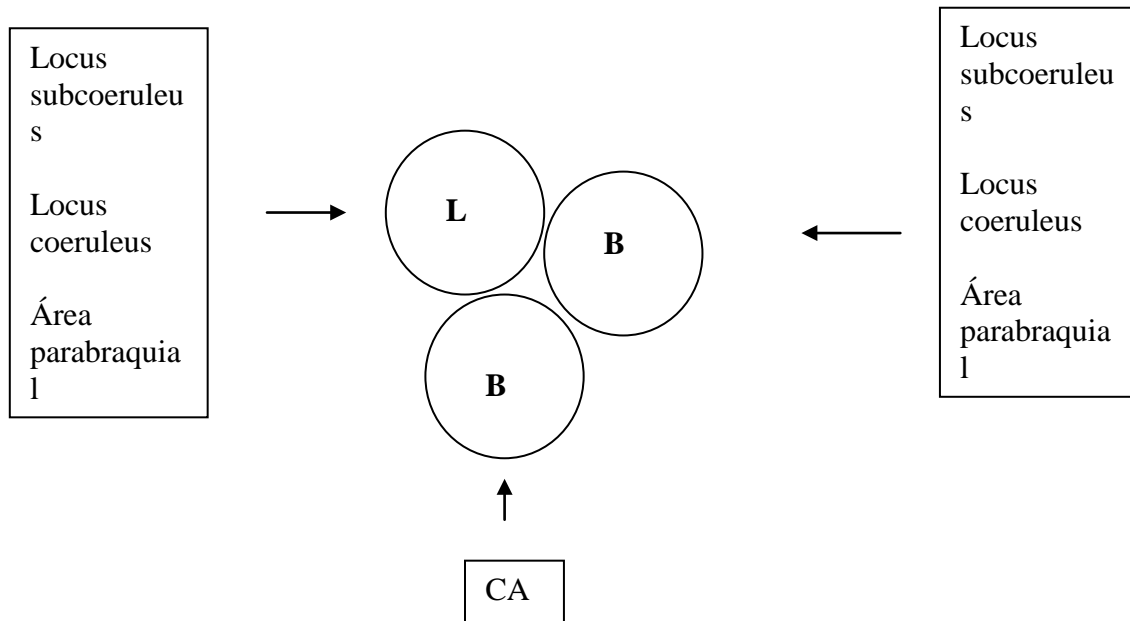 Locus
subcoeruleu
s
Locus
coeruleus
Área
parabraquia
l
L
B
B
CA
Locus
subcoeruleu
s
Locus
coeruleus
Área
parabraquia
l